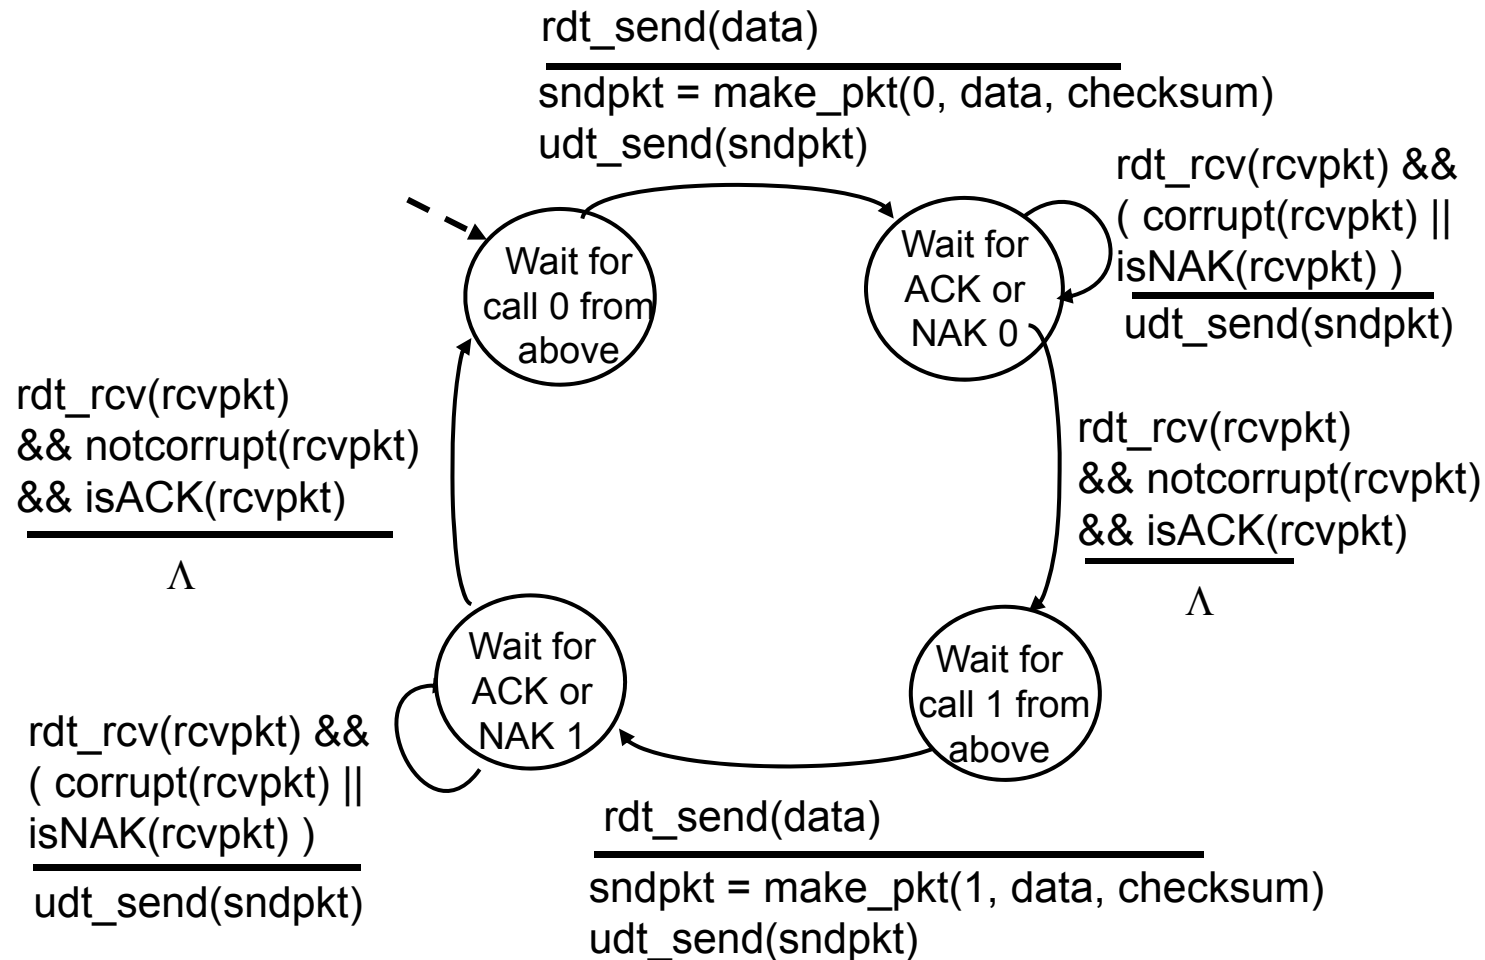 rdt_send(data)
sndpkt = make_pkt(0, data, checksum)
udt_send(sndpkt)
rdt_rcv(rcvpkt) &&
( corrupt(rcvpkt) ||
isNAK(rcvpkt) )
udt_send(sndpkt)
Wait for
call 0 from
above
Wait for
ACK or
NAK 0
rdt_rcv(rcvpkt)
&& notcorrupt(rcvpkt)
&& isACK(rcvpkt)
Λ
rdt_rcv(rcvpkt)
&& notcorrupt(rcvpkt)
&& isACK(rcvpkt)
Λ
Wait for
ACK or
NAK 1
Wait for
call 1 from
above
rdt_rcv(rcvpkt) &&
( corrupt(rcvpkt) ||
isNAK(rcvpkt) )
udt_send(sndpkt)
rdt_send(data)
sndpkt = make_pkt(1, data, checksum)
udt_send(sndpkt)